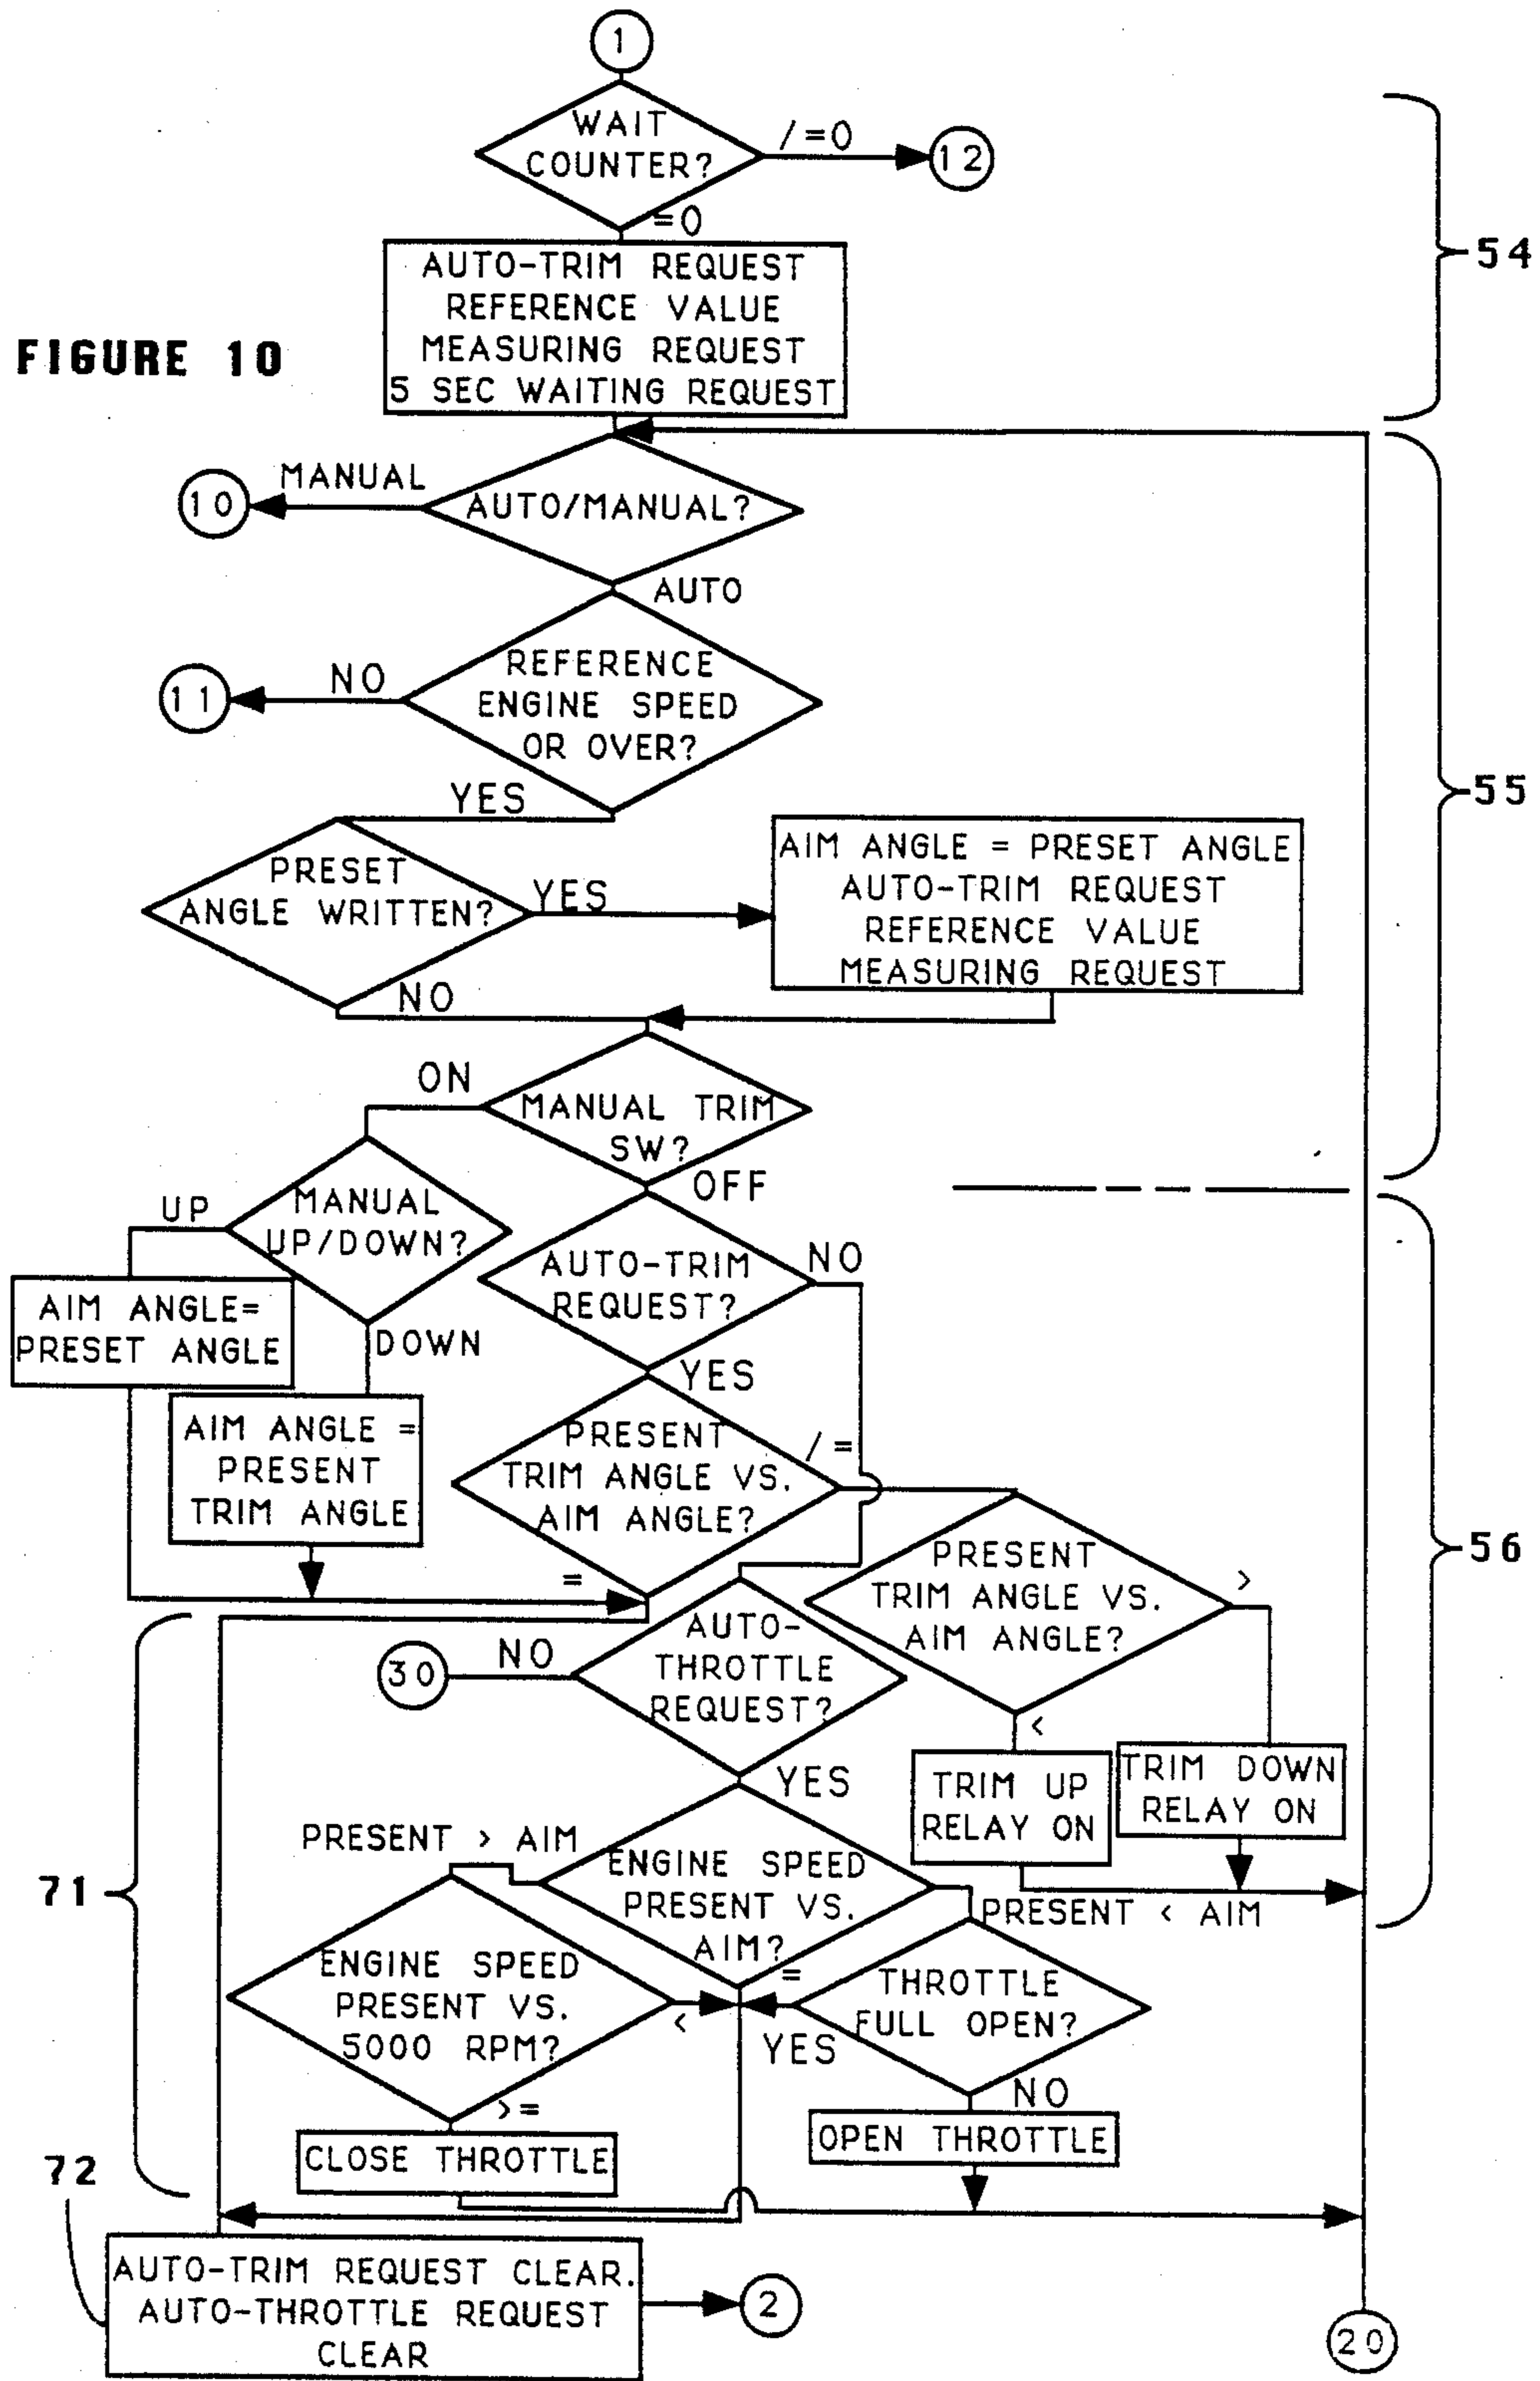 1
WAIT
COUNTER?
/=0
12
=0
54
AUTO-TRIM REQUEST
REFERENCE VALUE
MEASURING REQUEST
5 SEC WAITING REQUEST
FIGURE 10
MANUAL
10
AUTO/MANUAL?
AUTO
REFERENCE
ENGINE SPEED
OR OVER?
NO
11
YES
55
PRESET
ANGLE WRITTEN?
YES
AIM ANGLE = PRESET ANGLE
AUTO-TRIM REQUEST
REFERENCE VALUE
MEASURING REQUEST
NO
ON
MANUAL TRIM
SW?
OFF
UP
MANUAL
UP/DOWN?
AUTO-TRIM
REQUEST?
NO
AIM ANGLE=
PRESET ANGLE
DOWN
YES
AIM ANGLE =
PRESENT
TRIM ANGLE
PRESENT
TRIM ANGLE VS.
AIM ANGLE?
/=
=
PRESENT
TRIM ANGLE VS.
AIM ANGLE?
>
56
30
NO
AUTO-
THROTTLE
REQUEST?
<
YES
TRIM UP
RELAY ON
TRIM DOWN
RELAY ON
PRESENT > AIM
ENGINE SPEED
PRESENT VS.
AIM?
PRESENT < AIM
71
=
ENGINE SPEED
PRESENT VS.
5000 RPM?
<
THROTTLE
FULL OPEN?
YES
NO
>=
CLOSE THROTTLE
OPEN THROTTLE
72
AUTO-TRIM REQUEST CLEAR.
AUTO-THROTTLE REQUEST
CLEAR
2
20